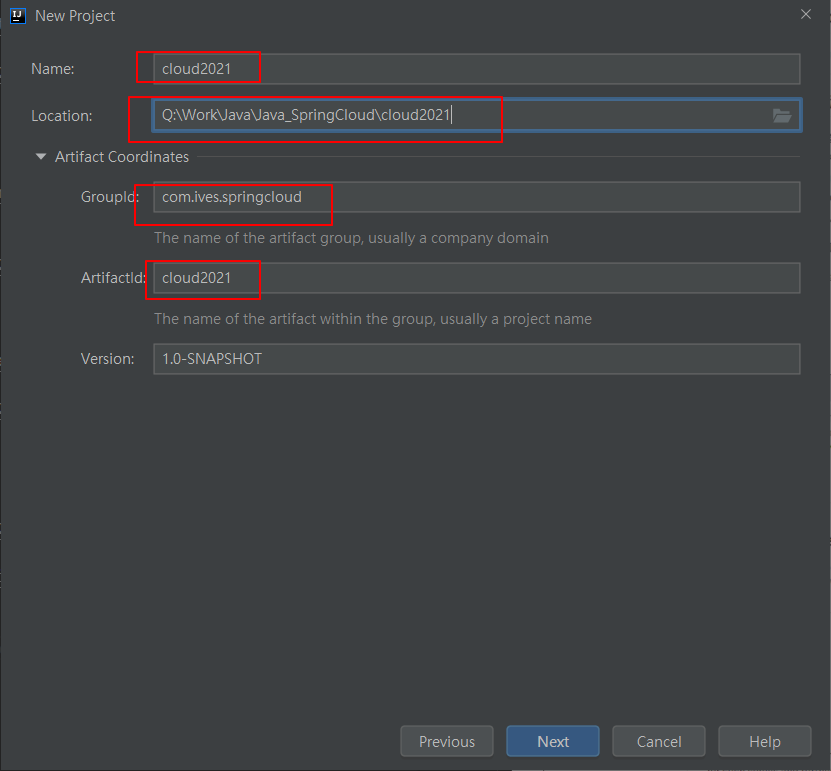 IJ
New Project
Name: cloud2021
Location: Q:\Work\Java\Java_SpringCloud\cloud2021
Artifact Coordinates
GroupId: com.ives.springcloud
The name of the artifact group, usually a company domain
ArtifactId: cloud2021
The name of the artifact within the group, usually a project name
Version: 1.0-SNAPSHOT
Previous Next Cancel Help